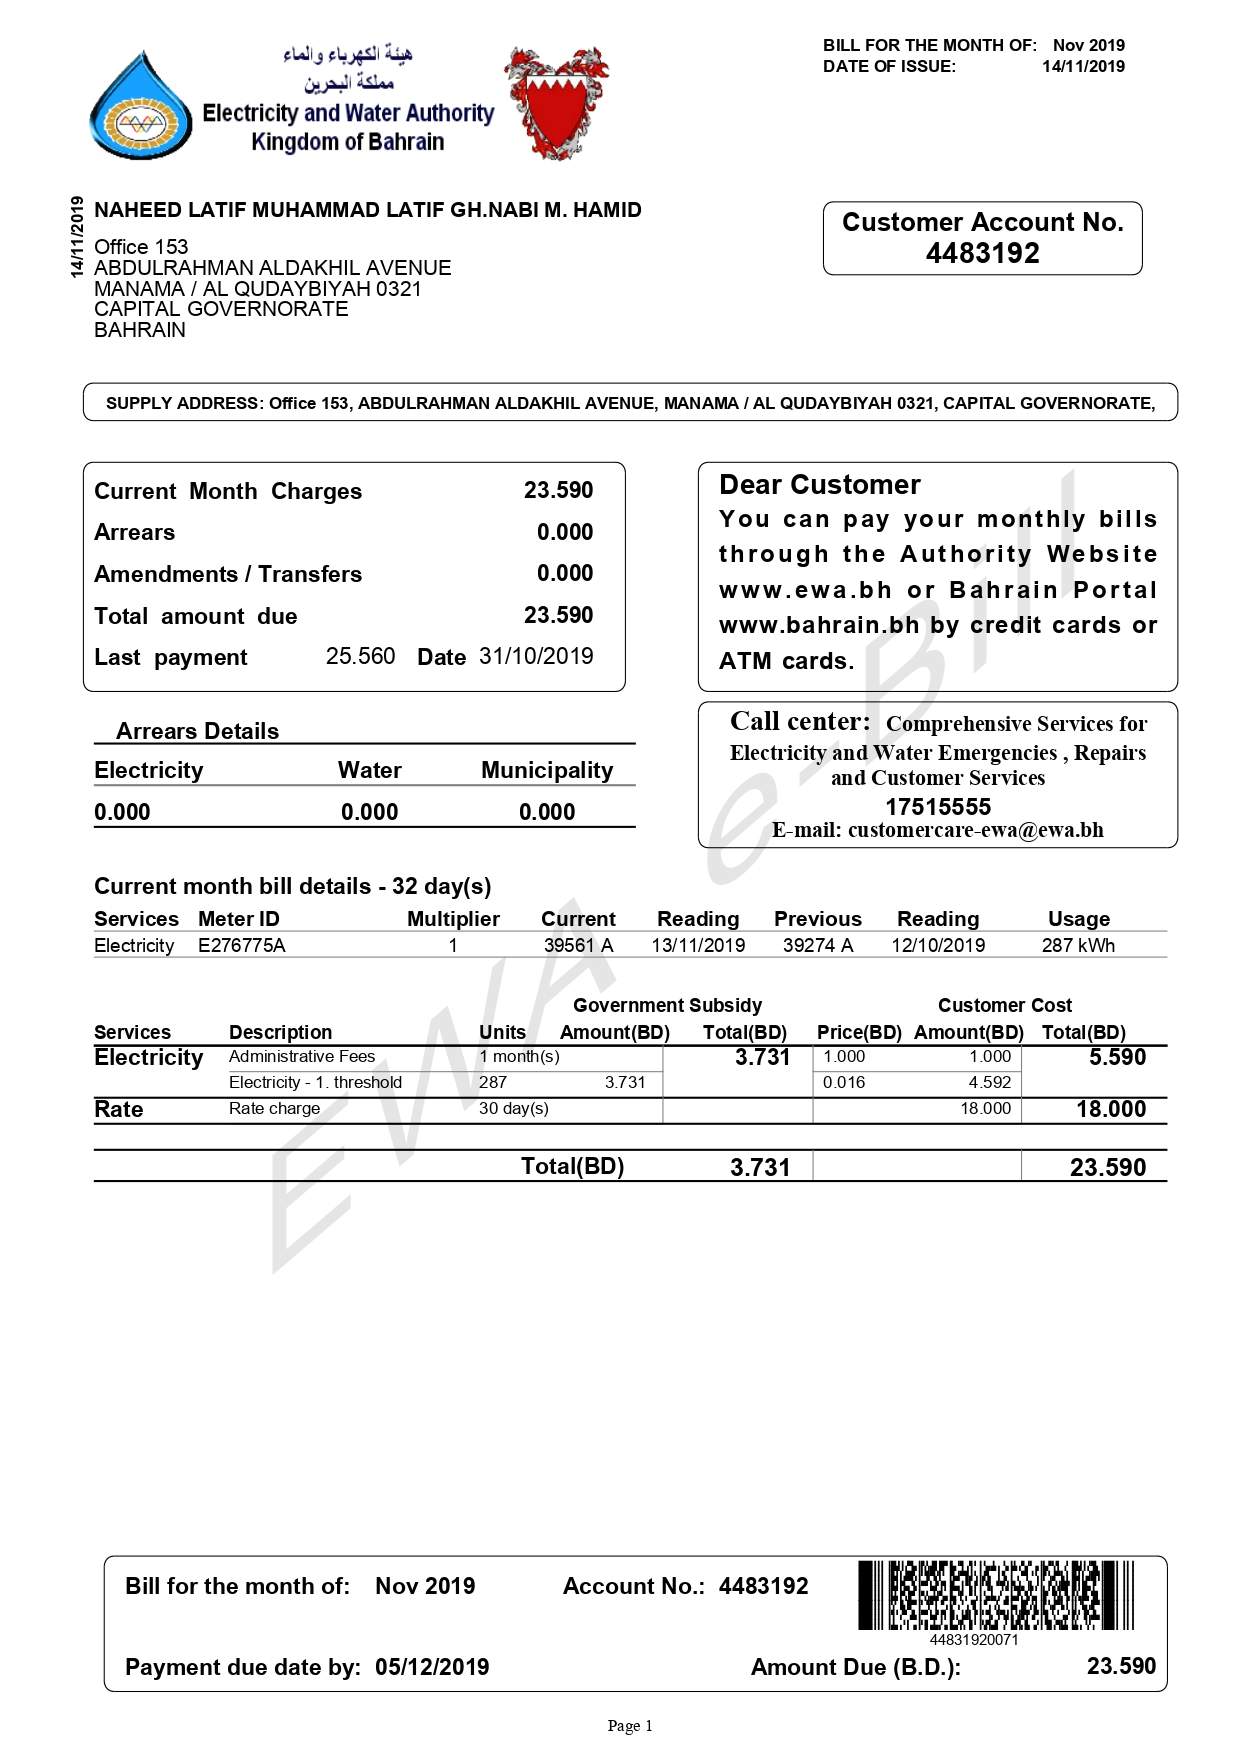 هيئة الكهرباء والماء
مملكة البحرين
Electricity and Water Authority
Kingdom of Bahrain
BILL FOR THE MONTH OF: Nov 2019
DATE OF ISSUE: 14/11/2019
14/11/2019
NAHEED LATIF MUHAMMAD LATIF GH.NABI M. HAMID
Office 153
ABDULRAHMAN ALDAKHIL AVENUE
MANAMA / AL QUDAYBIYAH 0321
CAPITAL GOVERNORATE
BAHRAIN
Customer Account No.
4483192
SUPPLY ADDRESS: Office 153, ABDULRAHMAN ALDAKHIL AVENUE, MANAMA / AL QUDAYBIYAH 0321, CAPITAL GOVERNORATE,
Current Month Charges 23.590
Arrears 0.000
Amendments / Transfers 0.000
Total amount due 23.590
Last payment 25.560 Date 31/10/2019
Dear Customer
You can pay your monthly bills
through the Authority Website
www.ewa.bh or Bahrain Portal
www.bahrain.bh by credit cards or
ATM cards.
Arrears Details
Electricity Water Municipality
0.000 0.000 0.000
Call center: Comprehensive Services for
Electricity and Water Emergencies , Repairs
and Customer Services
17515555
E-mail: customercare-ewa@ewa.bh
EWA e-Bill
Current month bill details - 32 day(s)
Services Meter ID Multiplier Current Reading Previous Reading Usage
Electricity E276775A 1 39561 A 13/11/2019 39274 A 12/10/2019 287 kWh
Government Subsidy Customer Cost
Services Description Units Amount(BD) Total(BD) Price(BD) Amount(BD) Total(BD)
Electricity Administrative Fees 1 month(s) 3.731 1.000 1.000 5.590
Electricity - 1. threshold 287 3.731 0.016 4.592
Rate Rate charge 30 day(s) 18.000 18.000
Total(BD) 3.731 23.590
Bill for the month of: Nov 2019 Account No.: 4483192
44831920071
Payment due date by: 05/12/2019 Amount Due (B.D.): 23.590
Page 1